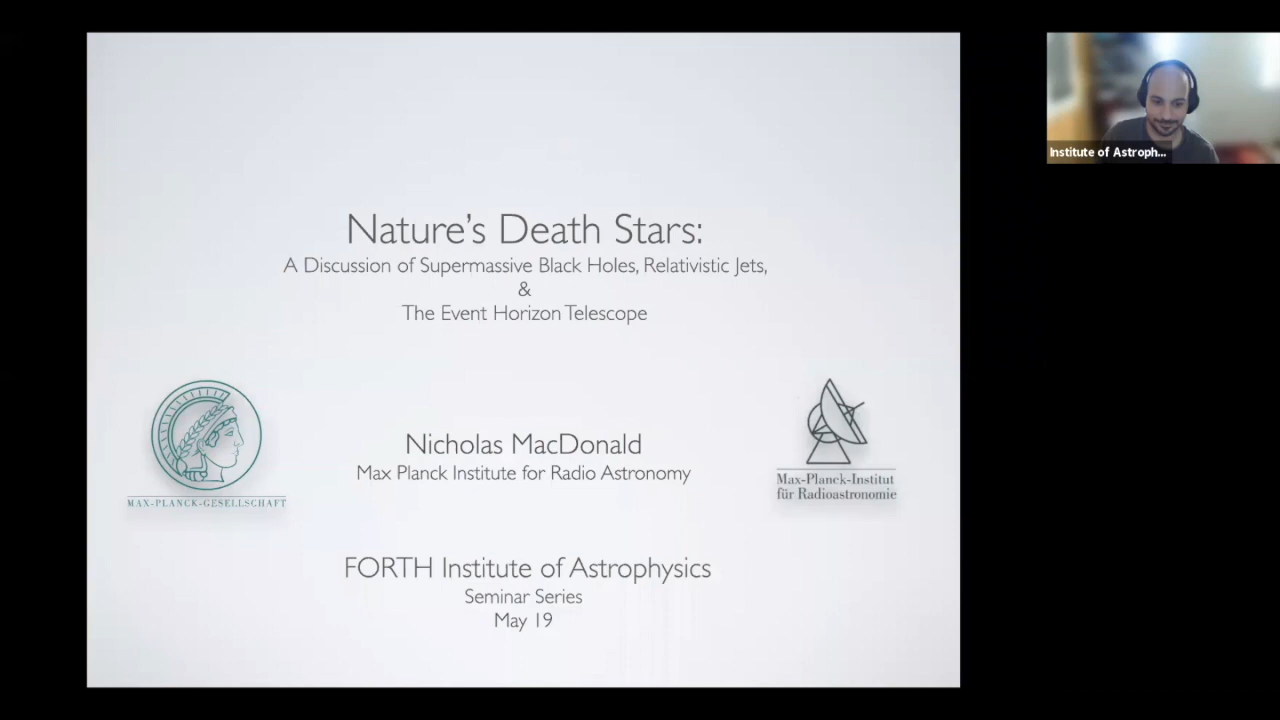 Nature's Death Stars:
A Discussion of Supermassive Black Holes, Relativistic Jets,
&
The Event Horizon Telescope
Nicholas MacDonald
Max Planck Institute for Radio Astronomy
MAX-PLANCK-GESELLSCHAFT
Max-Planck-Institut
für Radioastronomie
FORTH Institute of Astrophysics
Seminar Series
May 19
Institute of Astroph...